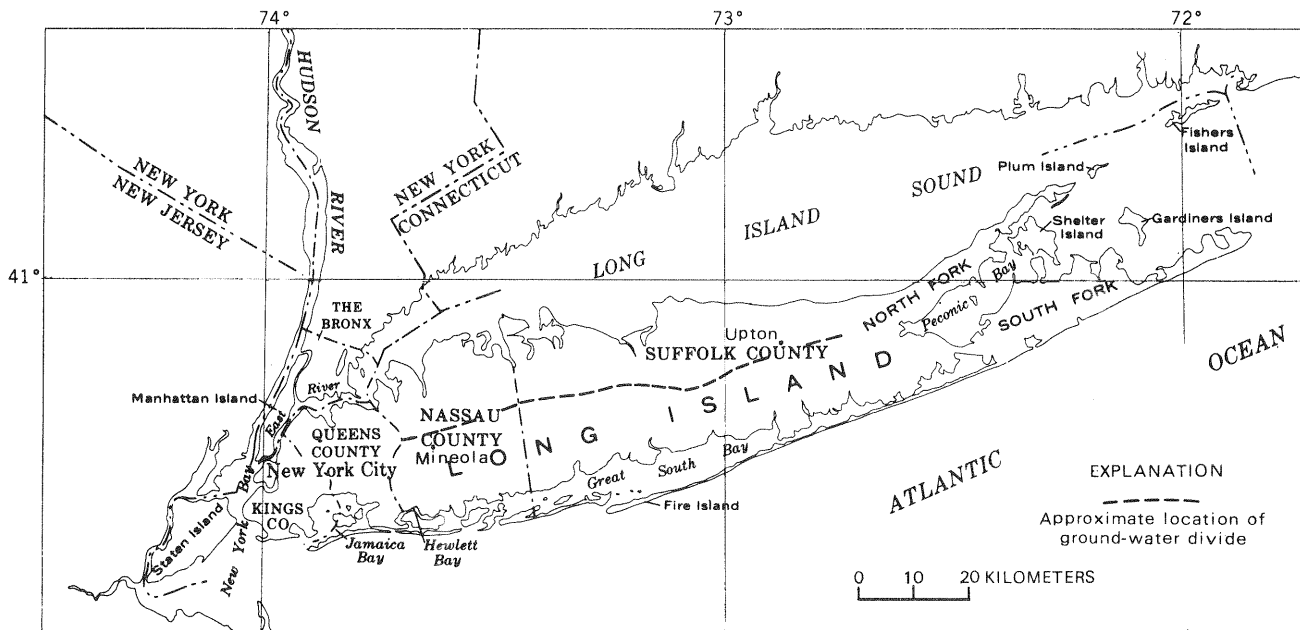 74°
73°
72°
HUDSON
RIVER
NEW YORK
NEW JERSEY
NEW YORK
CONNECTICUT
Fishers
Island
Plum Island
SOUND
ISLAND
LONG
Shelter
Island
Gardiners Island
41°
NORTH FORK
Peconic Bay
SOUTH FORK
THE
BRONX
Upton
SUFFOLK COUNTY
OCEAN
ATLANTIC
Manhattan Island
East River
LONG ISLAND
NASSAU
COUNTY
Mineola
QUEENS
COUNTY
New York City
Great South Bay
KINGS
CO
Fire Island
Staten Island
New York Bay
Jamaica
Bay
Hewlett
Bay
EXPLANATION
Approximate location of
ground-water divide
0 10 20 KILOMETERS